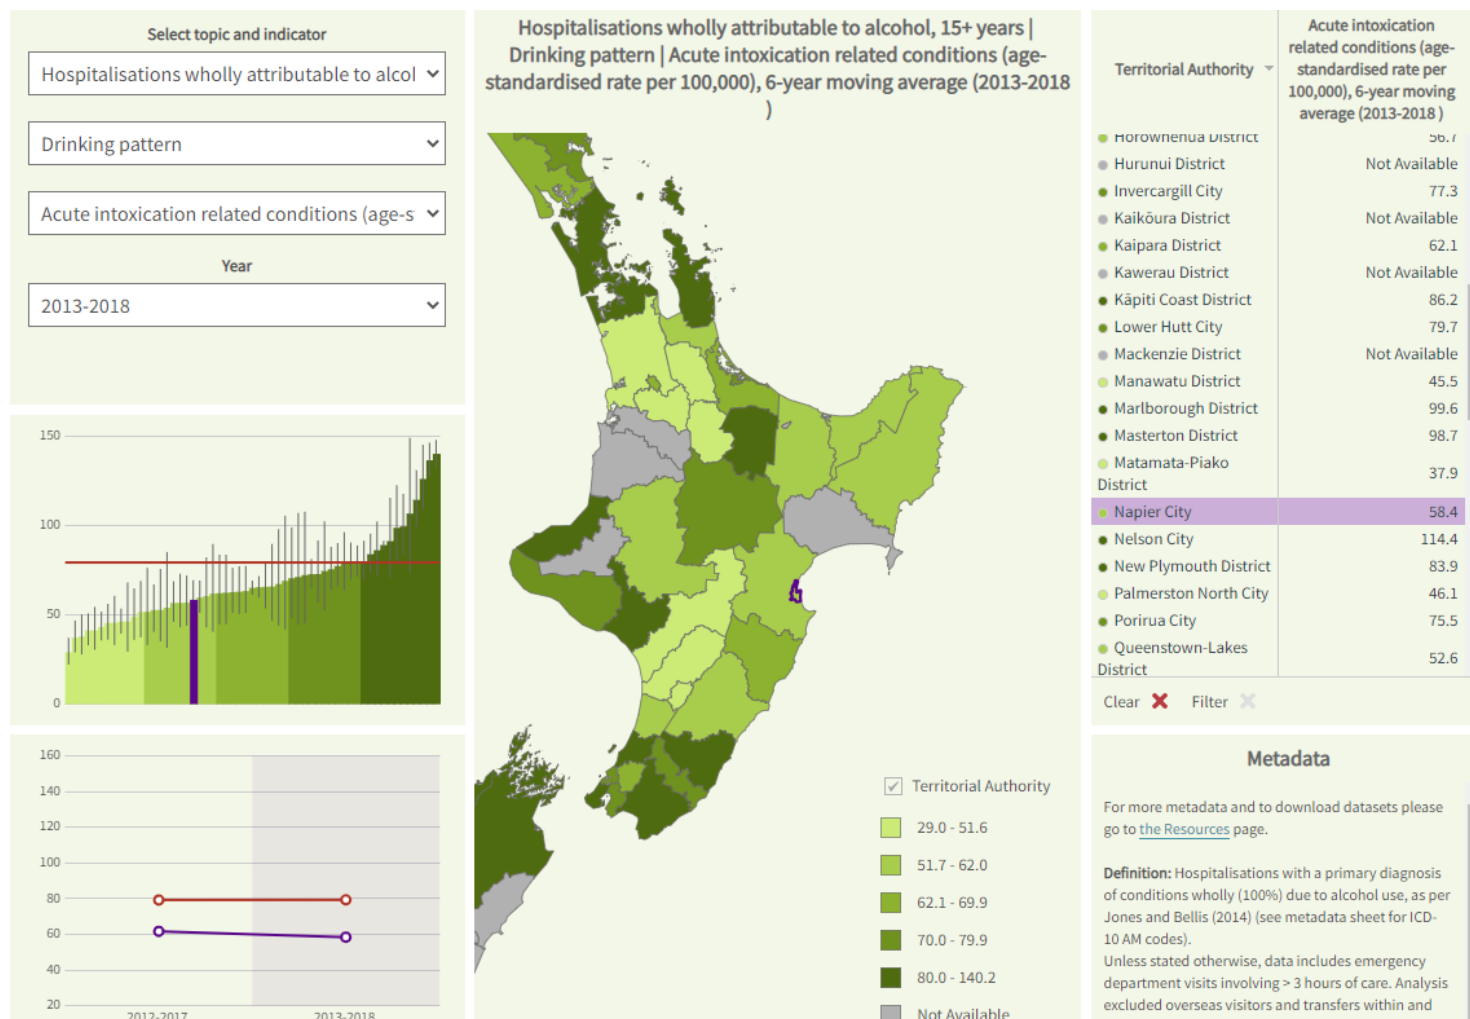 Select topic and indicator
Hospitalisations wholly attributable to alcol
Drinking pattern
Acute intoxication related conditions (age-s
Year
2013-2018
150
100
50
0
160
140
120
100
80
60
40
20
2012-2017
2013-2018
Hospitalisations wholly attributable to alcohol, 15+ years |
Drinking pattern | Acute intoxication related conditions (age-
standardised rate per 100,000), 6-year moving average (2013-2018
)
Territorial Authority
29.0 - 51.6
51.7 - 62.0
62.1 - 69.9
70.0 - 79.9
80.0 - 140.2
Not Available
Territorial Authority
Acute intoxication
related conditions (age-
standardised rate per
100,000), 6-year moving
average (2013-2018 )
Horowhenua District 56.7
Hurunui District Not Available
Invercargill City 77.3
Kaikōura District Not Available
Kaipara District 62.1
Kawerau District Not Available
Kāpiti Coast District 86.2
Lower Hutt City 79.7
Mackenzie District Not Available
Manawatu District 45.5
Marlborough District 99.6
Masterton District 98.7
Matamata-Piako
District 37.9
Napier City 58.4
Nelson City 114.4
New Plymouth District 83.9
Palmerston North City 46.1
Porirua City 75.5
Queenstown-Lakes
District 52.6
Clear Filter
Metadata
For more metadata and to download datasets please
go to the Resources page.
Definition: Hospitalisations with a primary diagnosis
of conditions wholly (100%) due to alcohol use, as per
Jones and Bellis (2014) (see metadata sheet for ICD-
10 AM codes).
Unless stated otherwise, data includes emergency
department visits involving > 3 hours of care. Analysis
excluded overseas visitors and transfers within and